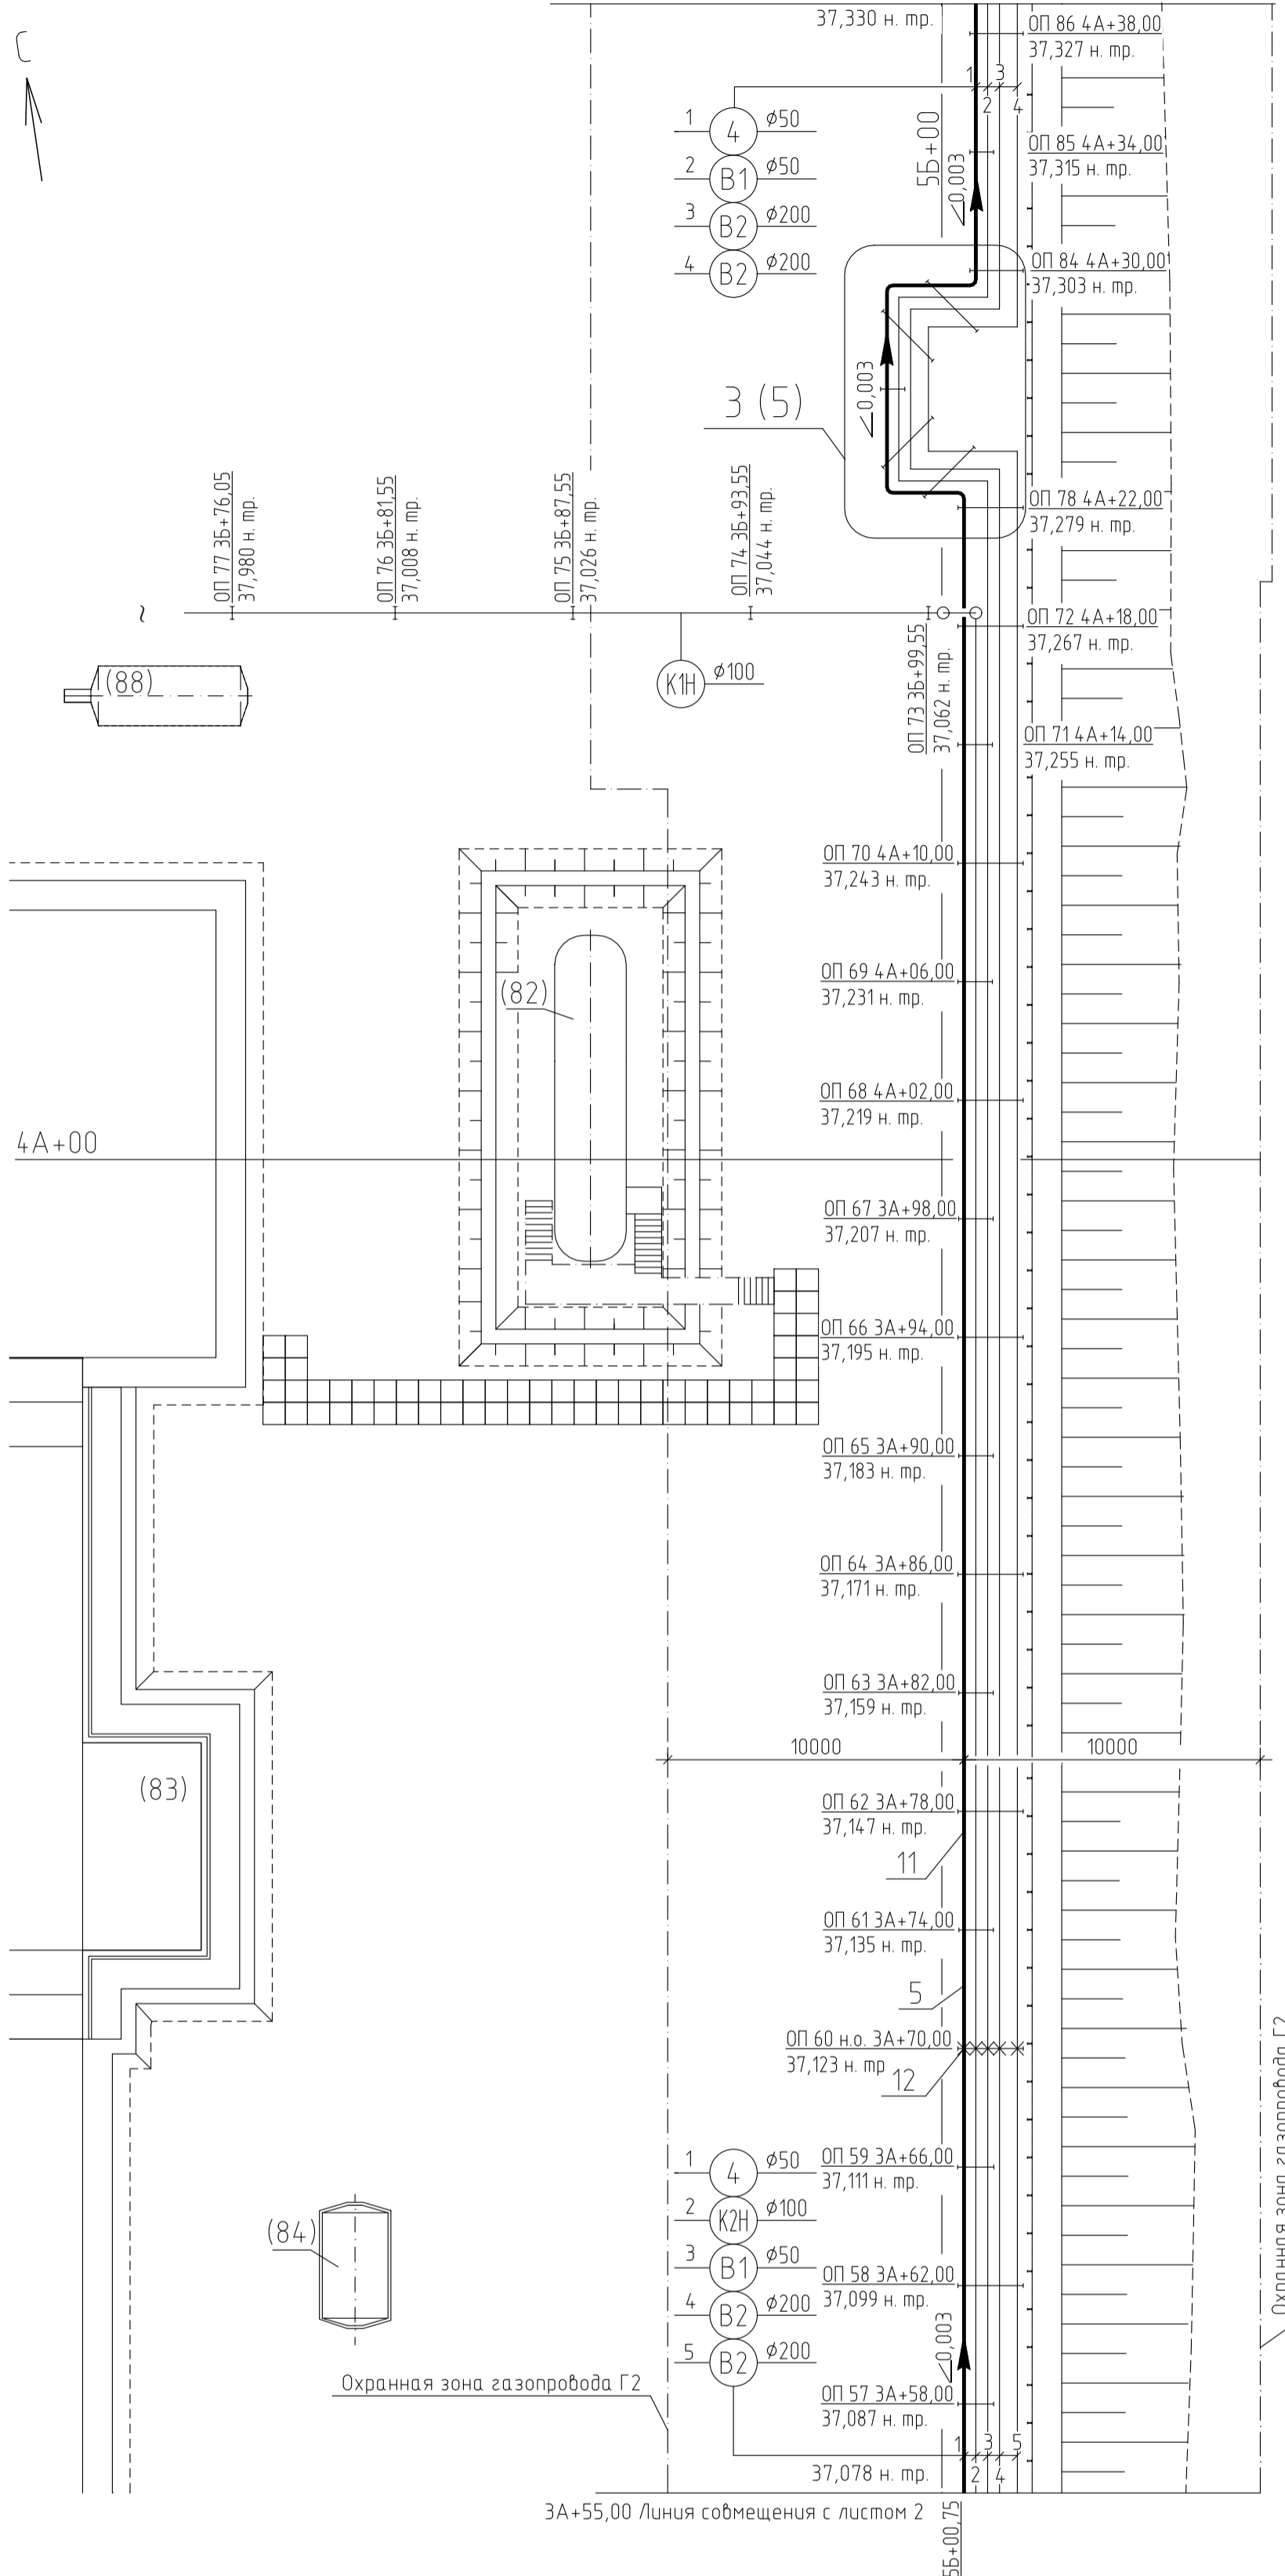 37,330 н. тр.
ОП 86 4А+38,00
37,327 н. тр.
С
1
3
2
4
1
4
ϕ50
2
В1
ϕ50
3
В2
ϕ200
4
В2
ϕ200
5Б+00
0,003
ОП 85 4А+34,00
37,315 н. тр.
ОП 84 4А+30,00
37,303 н. тр.
0,003
3 (5)
ОП 77 3Б+76,05
37,980 н. тр.
ОП 76 3Б+81,55
37,008 н. тр.
ОП 75 3Б+87,55
37,026 н. тр.
ОП 74 3Б+93,55
37,044 н. тр.
ОП 78 4А+22,00
37,279 н. тр.
ОП 72 4А+18,00
37,267 н. тр.
(88)
К1Н
ϕ100
ОП 73 3Б+99,55
37,062 н. тр.
ОП 71 4А+14,00
37,255 н. тр.
ОП 70 4А+10,00
37,243 н. тр.
ОП 69 4А+06,00
37,231 н. тр.
(82)
ОП 68 4А+02,00
37,219 н. тр.
4А+00
ОП 67 3А+98,00
37,207 н. тр.
ОП 66 3А+94,00
37,195 н. тр.
ОП 65 3А+90,00
37,183 н. тр.
ОП 64 3А+86,00
37,171 н. тр.
ОП 63 3А+82,00
37,159 н. тр.
10000
10000
(83)
ОП 62 3А+78,00
37,147 н. тр.
11
ОП 61 3А+74,00
37,135 н. тр.
5
ОП 60 н.о. 3А+70,00
37,123 н. тр
12
1
4
ϕ50
2
К2Н
ϕ100
3
В1
ϕ50
4
В2
ϕ200
5
В2
ϕ200
ОП 59 3А+66,00
37,111 н. тр.
(84)
ОП 58 3А+62,00
37,099 н. тр.
0,003
Охранная зона газопровода Г2
Охранная зона газопровода Г2
ОП 57 3А+58,00
37,087 н. тр.
1
3
5
37,078 н. тр.
2
4
3А+55,00 Линия совмещения с листом 2
5Б+00,75